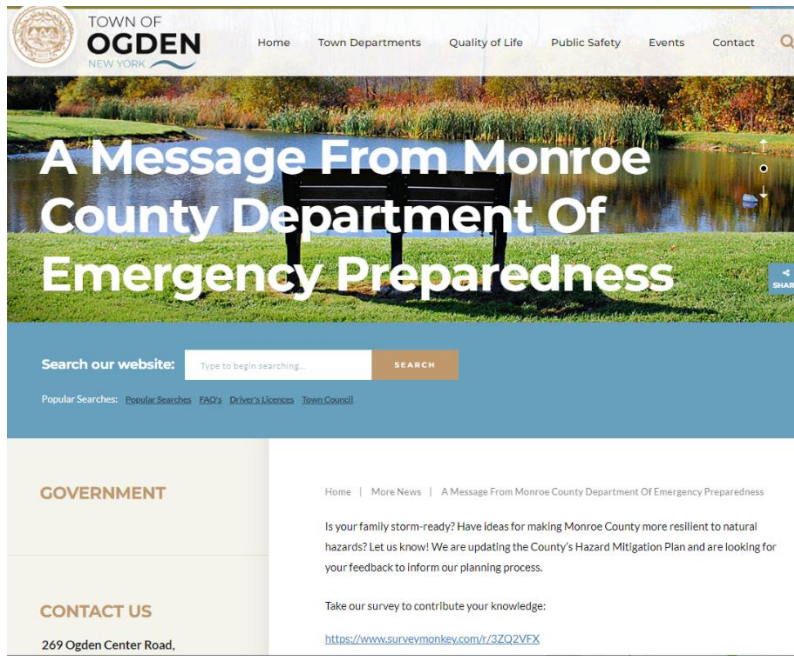 TOWN OF
OGDEN
NEW YORK
Home Town Departments Quality of Life Public Safety Events Contact
A Message From Monroe
County Department Of
Emergency Preparedness
SHAR
Search our website: Type to begin searching... SEARCH
Popular Searches: Popular Searches FAQ's Driver's Licences Town Council
GOVERNMENT
Home | More News | A Message From Monroe County Department Of Emergency Preparedness
Is your family storm-ready? Have ideas for making Monroe County more resilient to natural
hazards? Let us know! We are updating the County's Hazard Mitigation Plan and are looking for
your feedback to inform our planning process.
CONTACT US
Take our survey to contribute your knowledge:
269 Ogden Center Road,
https://www.surveymonkey.com/r/3ZQ2VFX